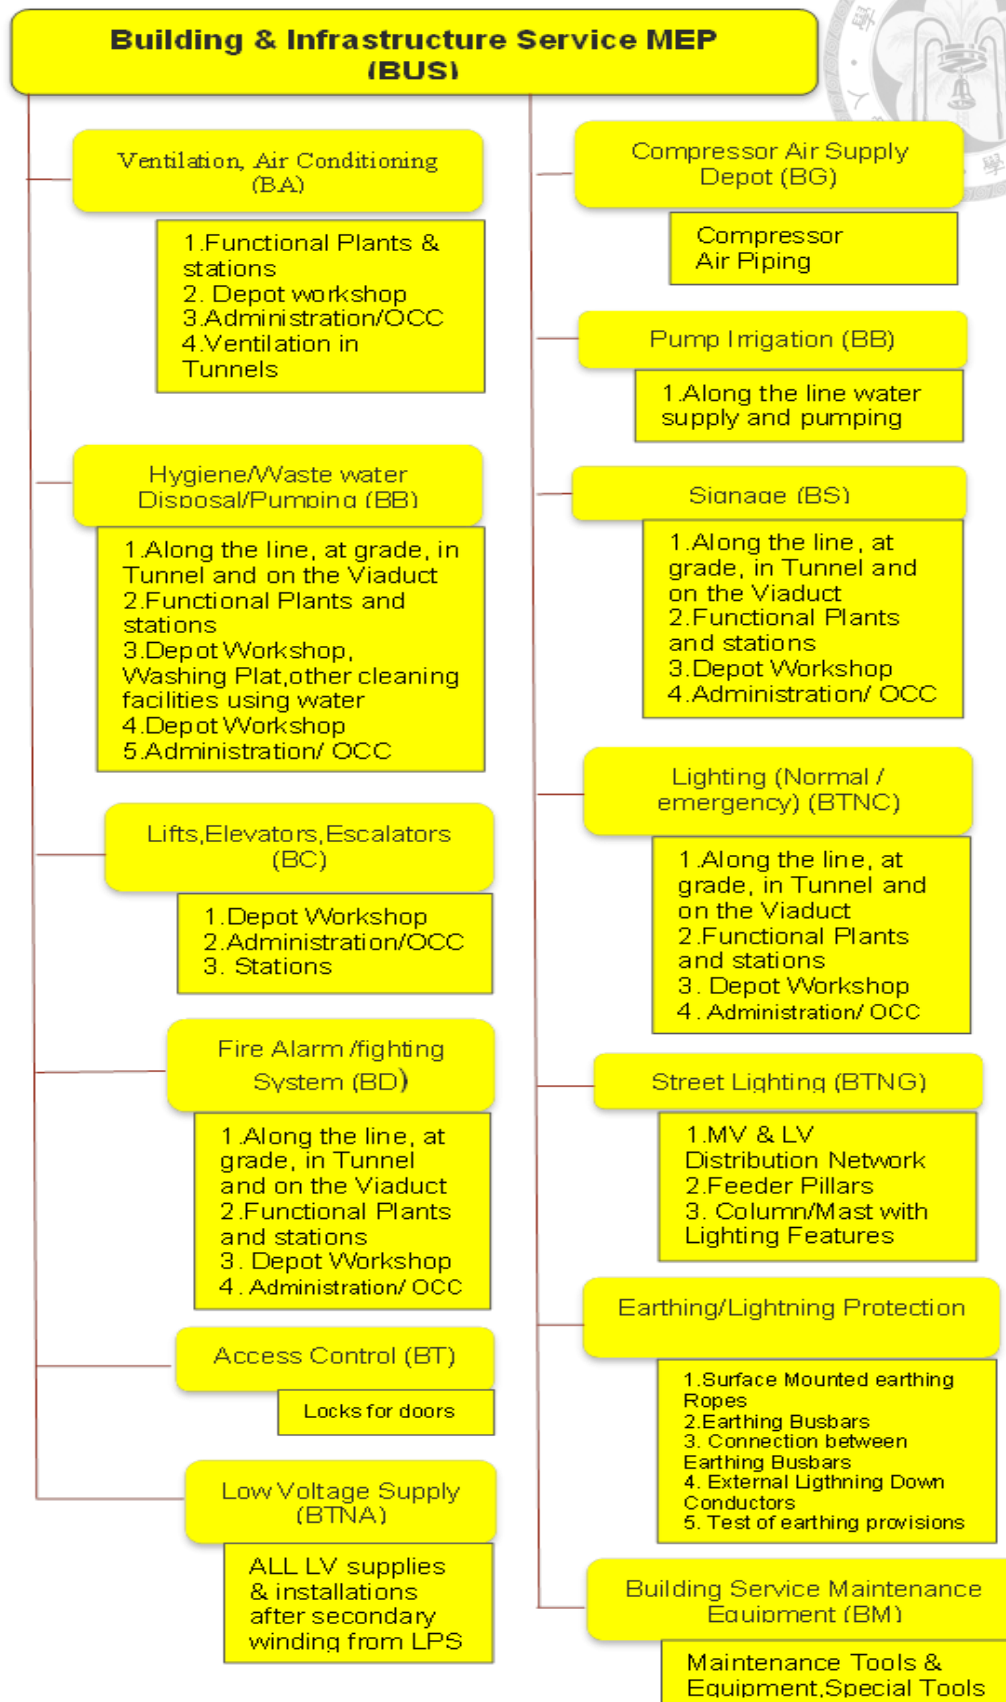 Building & Infrastructure Service MEP
(BUS)
Ventilation, Air Conditioning
(BA)
1.Functional Plants &
stations
2. Depot workshop
3.Administration/OCC
4.Ventilation in
Tunnels
Hygiene/Waste water
Disposal/Pumping (BB)
1.Along the line, at grade, in
Tunnel and on the Viaduct
2.Functional Plants and
stations
3.Depot Workshop,
Washing Plat,other cleaning
facilities using water
4.Depot Workshop
5.Administration/ OCC
Lifts,Elevators,Escalators
(BC)
1.Depot Workshop
2.Administration/OCC
3. Stations
Fire Alarm /fighting
System (BD)
1.Along the line, at
grade, in Tunnel
and on the Viaduct
2.Functional Plants
and stations
3. Depot Workshop
4. Administration/ OCC
Access Control (BT)
Locks for doors
Low Voltage Supply
(BTNA)
ALL LV supplies
& installations
after secondary
winding from LPS
Compressor Air Supply
Depot (BG)
Compressor
Air Piping
Pump Irrigation (BB)
1.Along the line water
supply and pumping
Signage (BS)
1.Along the line, at
grade, in Tunnel and
on the Viaduct
2.Functional Plants
and stations
3.Depot Workshop
4.Administration/ OCC
Lighting (Normal /
emergency) (BTNC)
1.Along the line, at
grade, in Tunnel and
on the Viaduct
2.Functional Plants
and stations
3. Depot Workshop
4. Administration/ OCC
Street Lighting (BTNG)
1.MV & LV
Distribution Network
2.Feeder Pillars
3. Column/Mast with
Lighting Features
Earthing/Lightning Protection
1.Surface Mounted earthing
Ropes
2.Earthing Busbars
3. Connection between
Earthing Busbars
4. External Ligthning Down
Conductors
5. Test of earthing provisions
Building Service Maintenance
Equipment (BM)
Maintenance Tools &
Equipment,Special Tools
學
學